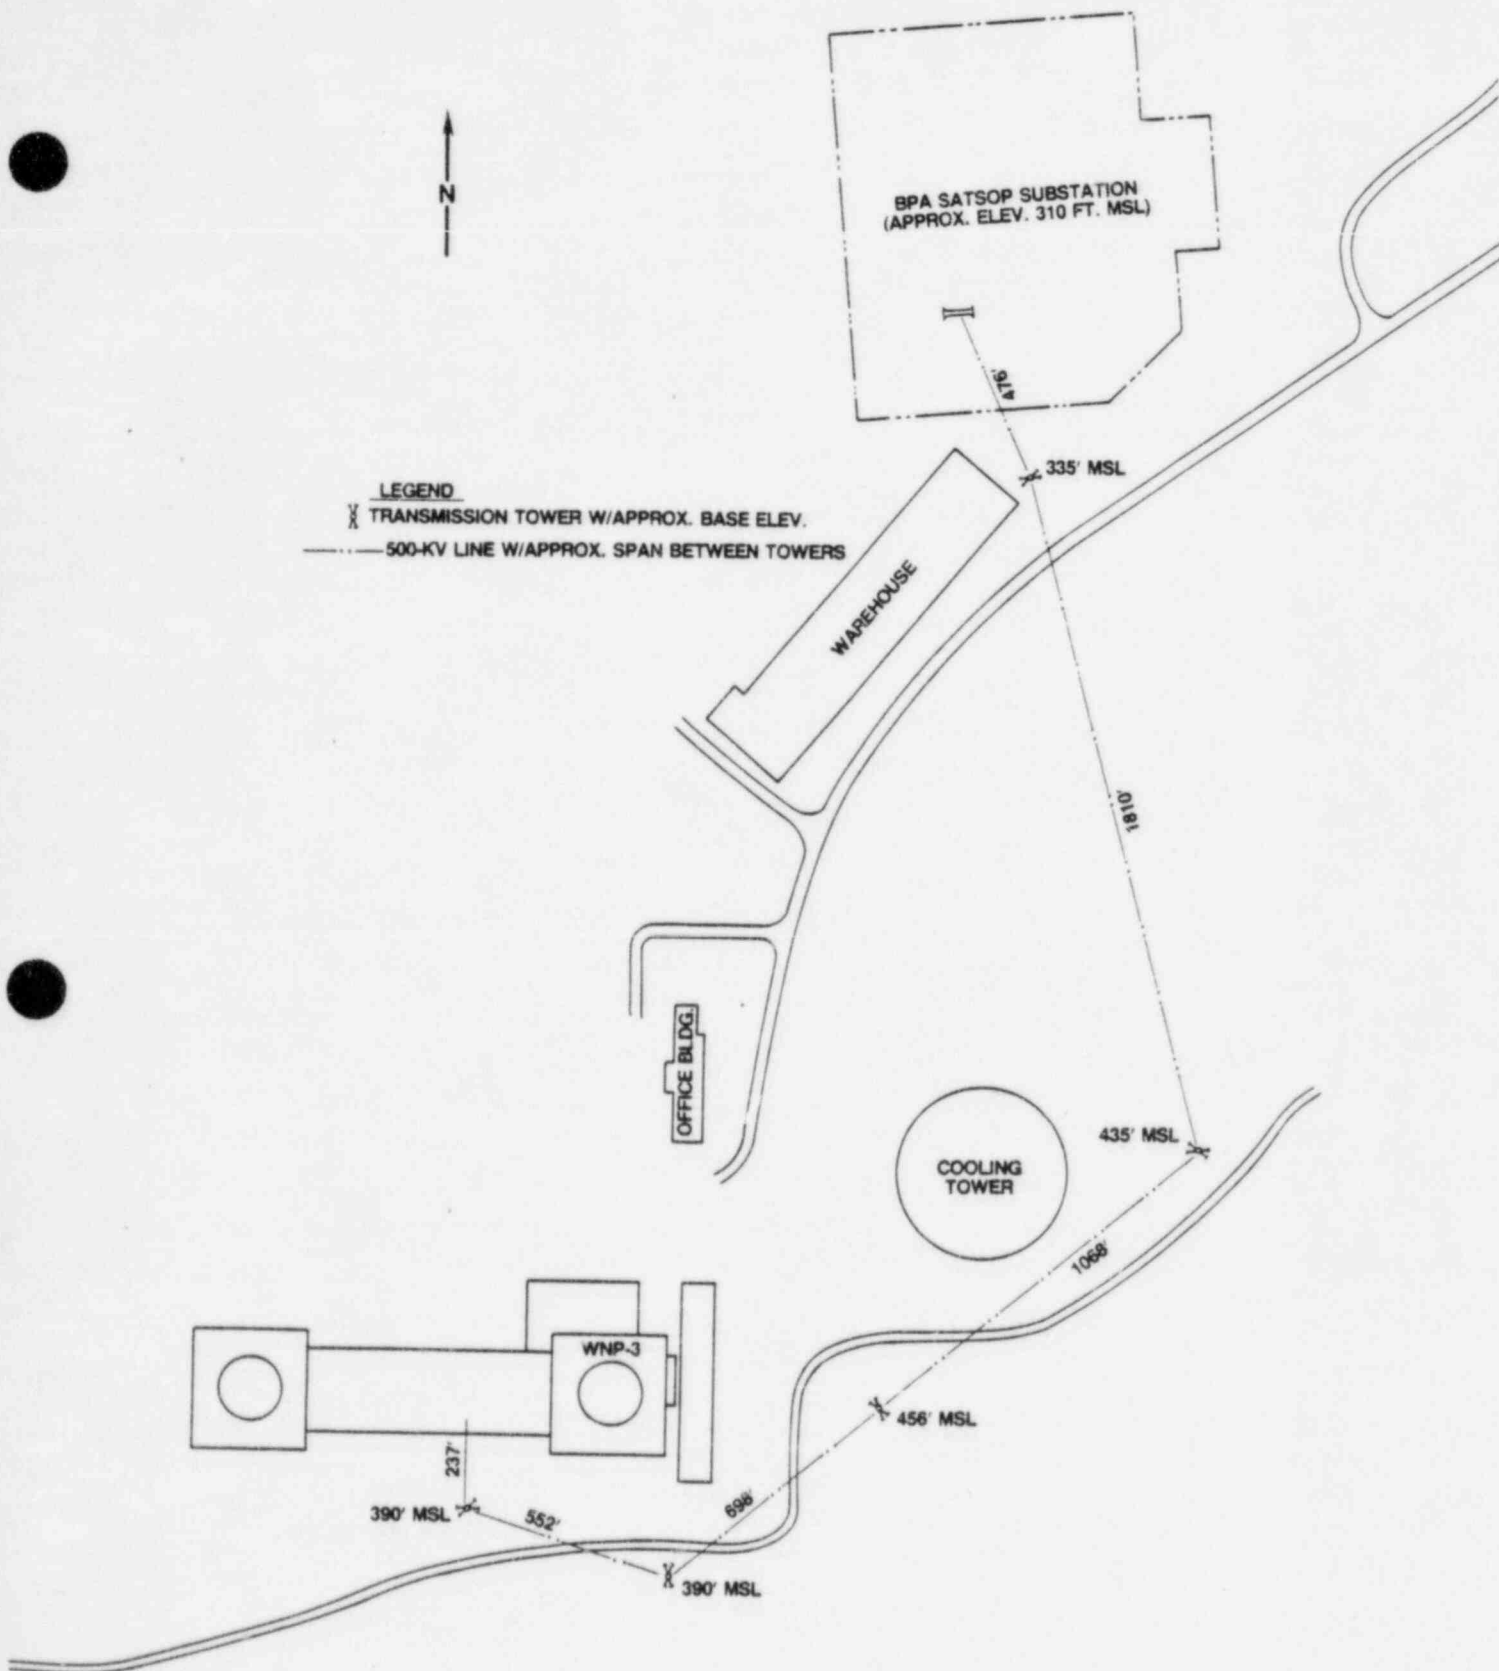 N
BPA SATSOP SUBSTATION
(APPROX. ELEV. 310 FT. MSL)
476'
335' MSL
LEGEND
TRANSMISSION TOWER W/APPROX. BASE ELEV.
500-KV LINE W/APPROX. SPAN BETWEEN TOWERS
WAREHOUSE
1810'
OFFICE BLDG.
435' MSL
COOLING
TOWER
1068'
WNP-3
456' MSL
237'
698'
390' MSL
552'
390' MSL